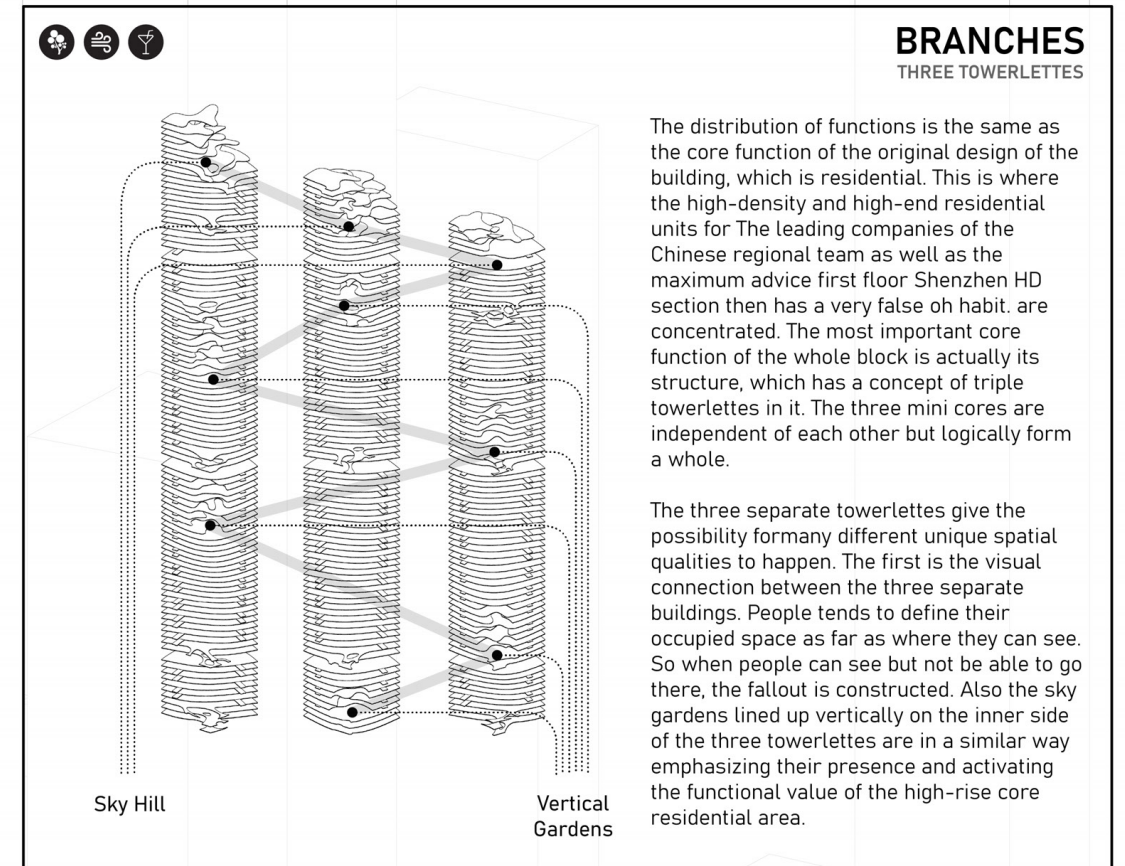 BRANCHES
THREE TOWERLETTES
The distribution of functions is the same as
the core function of the original design of the
building, which is residential. This is where
the high-density and high-end residential
units for The leading companies of the
Chinese regional team as well as the
maximum advice first floor Shenzhen HD
section then has a very false oh habit. are
concentrated. The most important core
function of the whole block is actually its
structure, which has a concept of triple
towerlettes in it. The three mini cores are
independent of each other but logically form
a whole.
The three separate towerlettes give the
possibility formany different unique spatial
qualities to happen. The first is the visual
connection between the three separate
buildings. People tends to define their
occupied space as far as where they can see.
So when people can see but not be able to go
there, the fallout is constructed. Also the sky
gardens lined up vertically on the inner side
of the three towerlettes are in a similar way
emphasizing their presence and activating
the functional value of the high-rise core
residential area.
Sky Hill
Vertical
Gardens